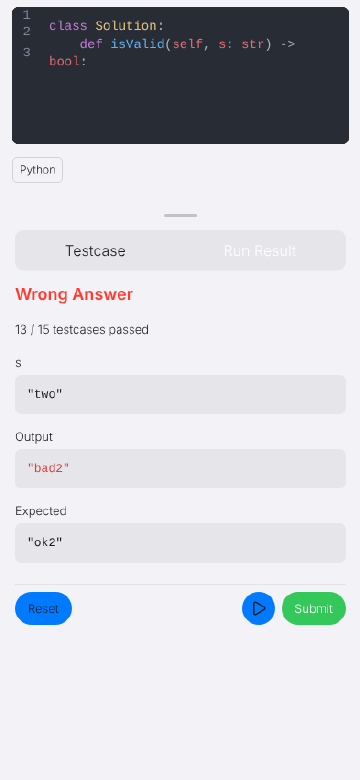 1
class Solution:
2
def isValid(self, s: str) ->
3
bool:
Python
Testcase
Run Result
Wrong Answer
13 / 15 testcases passed
s
"two"
Output
"bad2"
Expected
"ok2"
Reset
Submit